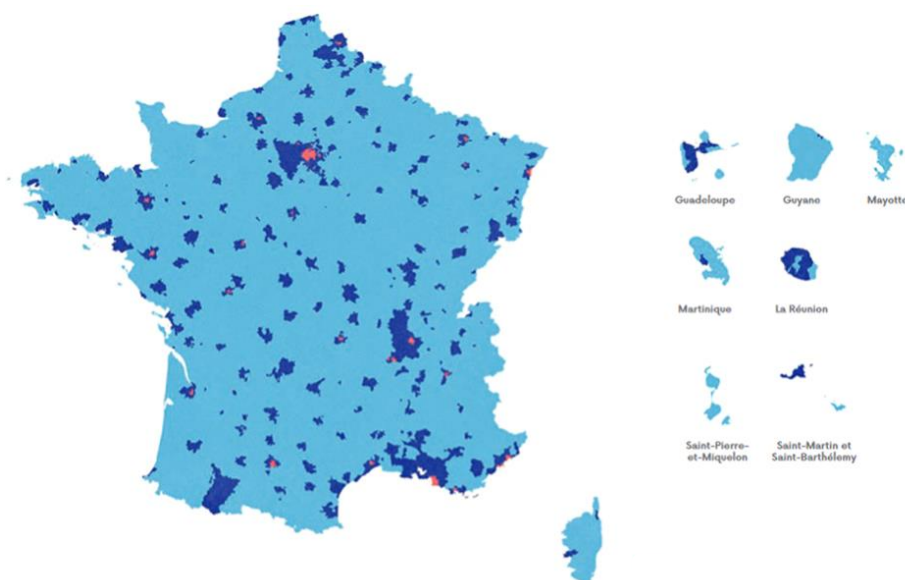 Guadeloupe
Guyane
Mayotte
Martinique
La Réunion
Saint-Pierre-
et-Miquelon
Saint-Martin et
Saint-Barthélemy